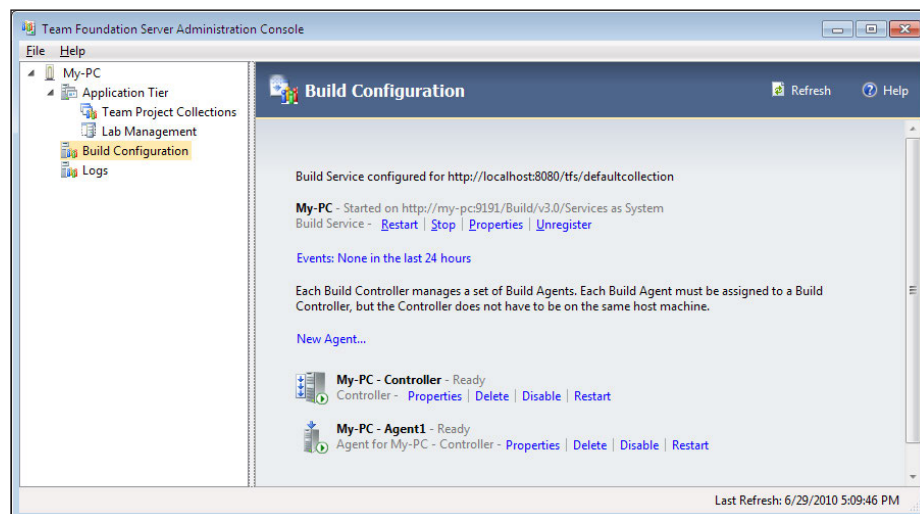 Team Foundation Server Administration Console
File Help
My-PC
Application Tier
Team Project Collections
Lab Management
Build Configuration
Logs
Build Configuration
Refresh
Help
Build Service configured for http://localhost:8080/tfs/defaultcollection
My-PC - Started on http://my-pc:9191/Build/v3.0/Services as System
Build Service - Restart | Stop | Properties | Unregister
Events: None in the last 24 hours
Each Build Controller manages a set of Build Agents. Each Build Agent must be assigned to a Build
Controller, but the Controller does not have to be on the same host machine.
New Agent...
My-PC - Controller - Ready
Controller - Properties | Delete | Disable | Restart
My-PC - Agent1 - Ready
Agent for My-PC - Controller - Properties | Delete | Disable | Restart
Last Refresh: 6/29/2010 5:09:46 PM